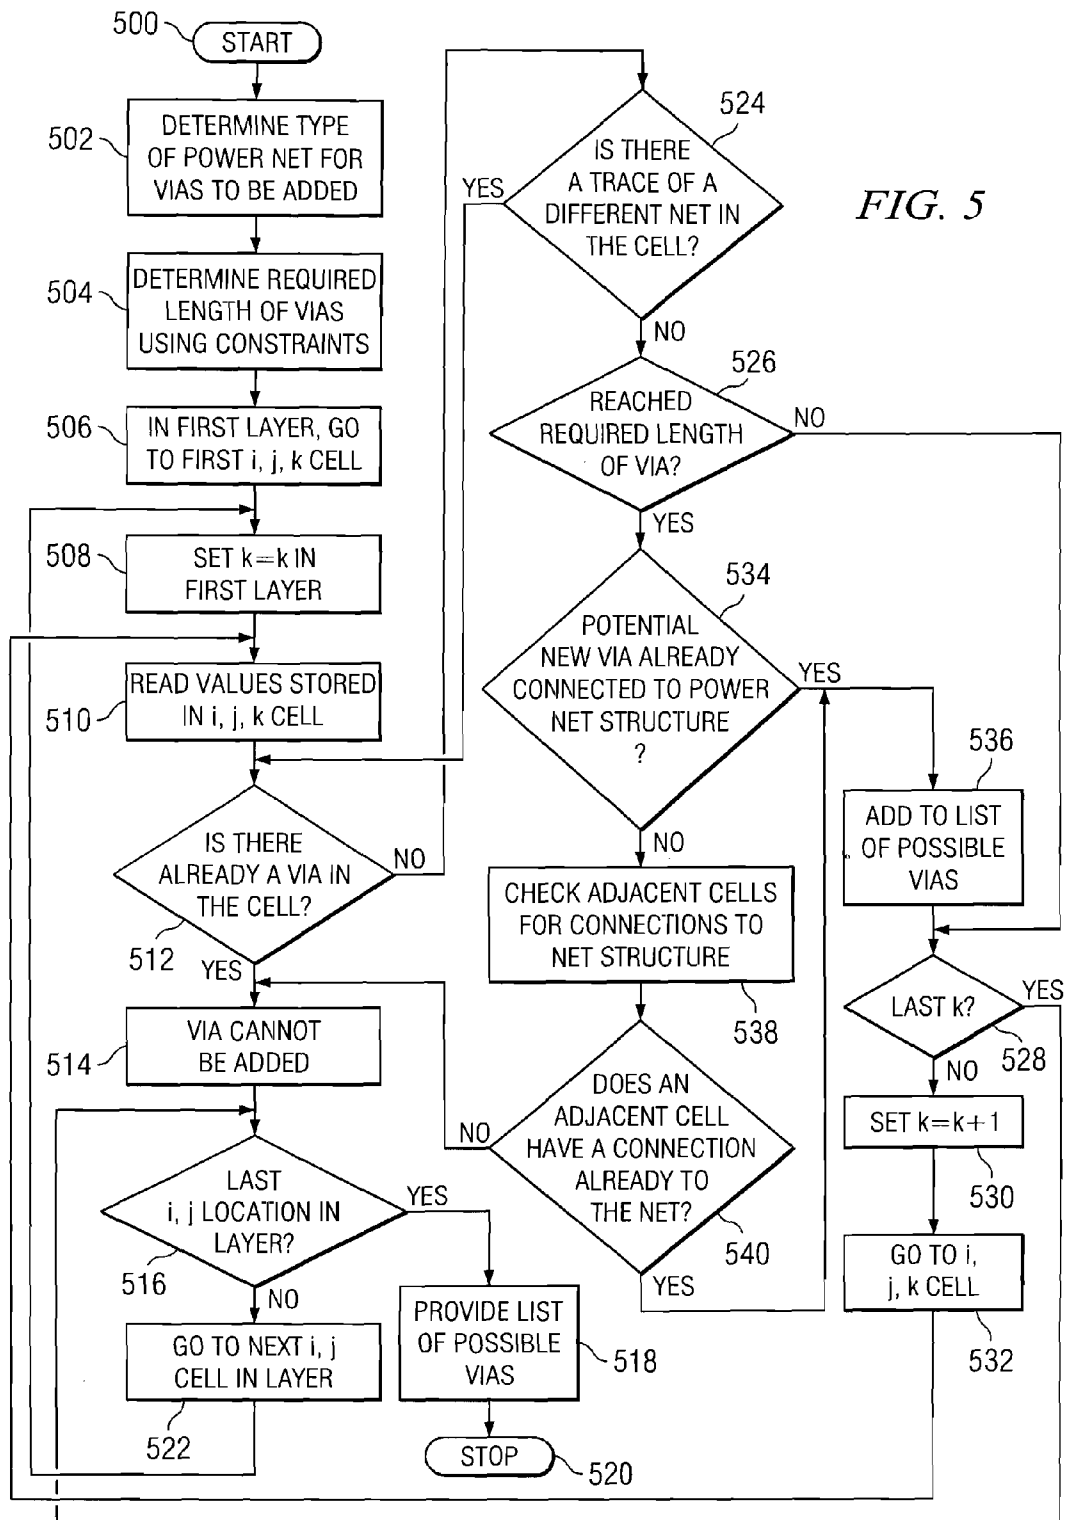 FIG. 5
500
START
502
DETERMINE TYPE
OF POWER NET FOR
VIAS TO BE ADDED
504
DETERMINE REQUIRED
LENGTH OF VIAS
USING CONSTRAINTS
506
IN FIRST LAYER, GO
TO FIRST i, j, k CELL
508
SET k=k IN
FIRST LAYER
510
READ VALUES STORED
IN i, j, k CELL
IS THERE
ALREADY A VIA IN
THE CELL?
512
NO
YES
514
VIA CANNOT
BE ADDED
LAST
i, j LOCATION IN
LAYER?
516
YES
NO
GO TO NEXT i, j
CELL IN LAYER
522
PROVIDE LIST
OF POSSIBLE
VIAS
518
STOP
520
524
IS THERE
A TRACE OF A
DIFFERENT NET IN
THE CELL?
YES
NO
526
REACHED
REQUIRED LENGTH
OF VIA?
NO
YES
534
POTENTIAL
NEW VIA ALREADY
CONNECTED TO POWER
NET STRUCTURE
?
YES
NO
CHECK ADJACENT CELLS
FOR CONNECTIONS TO
NET STRUCTURE
538
DOES AN
ADJACENT CELL
HAVE A CONNECTION
ALREADY TO
THE NET?
540
NO
YES
536
ADD TO LIST
OF POSSIBLE
VIAS
LAST k?
528
YES
NO
SET k=k+1
530
GO TO i,
j, k CELL
532